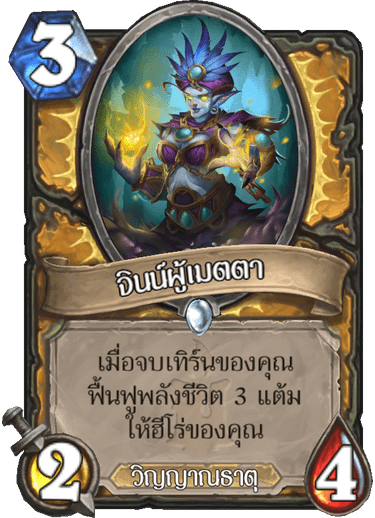 3
จินน์ผู้เมตตา
เมื่อจบเทิร์นของคุณ
ฟื้นฟูพลังชีวิต 3 แต้ม
ให้ฮีโร่ของคุณ
2
วิญญาณธาตุ
4